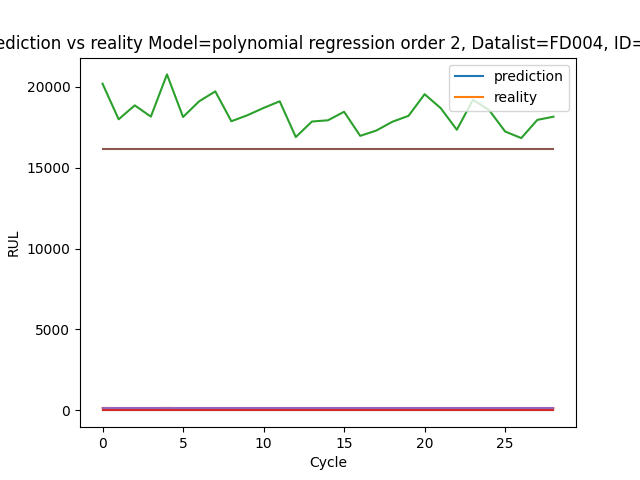 ediction vs reality Model=polynomial regression order 2, Datalist=FD004, ID=
prediction
reality
20000
15000
10000
5000
0
RUL
0 5 10 15 20 25
Cycle